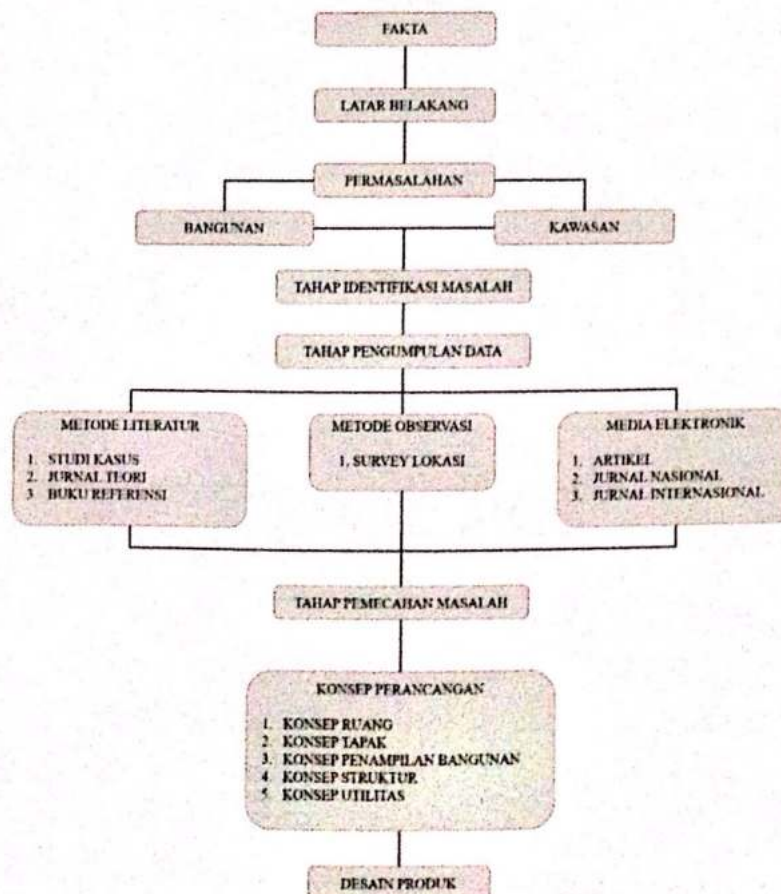 FAKTA
LATAR BELAKANG
PERMASALAHAN
BANGUNAN
KAWASAN
TAHAP IDENTIFIKASI MASALAH
TAHAP PENGUMPULAN DATA
METODE LITERATUR
1. STUDI KASUS
2. JURNAL TEORI
3 BUKU REFERENSI
METODE OBSERVASI
1. SURVEY LOKASI
MEDIA ELEKTRONIK
1. ARTIKEL
2. JURNAL NASIONAL
3. JURNAL INTERNASIONAL
TAHAP PEMECAHAN MASALAH
KONSEP PERANCANGAN
1. KONSEP RUANG
2 KONSEP TAPAK
3 KONSEP PENAMPILAN BANGUNAN
4 KONSEP STRUKTUR
5. KONSEP UTILITAS
DESAIN PRODUK